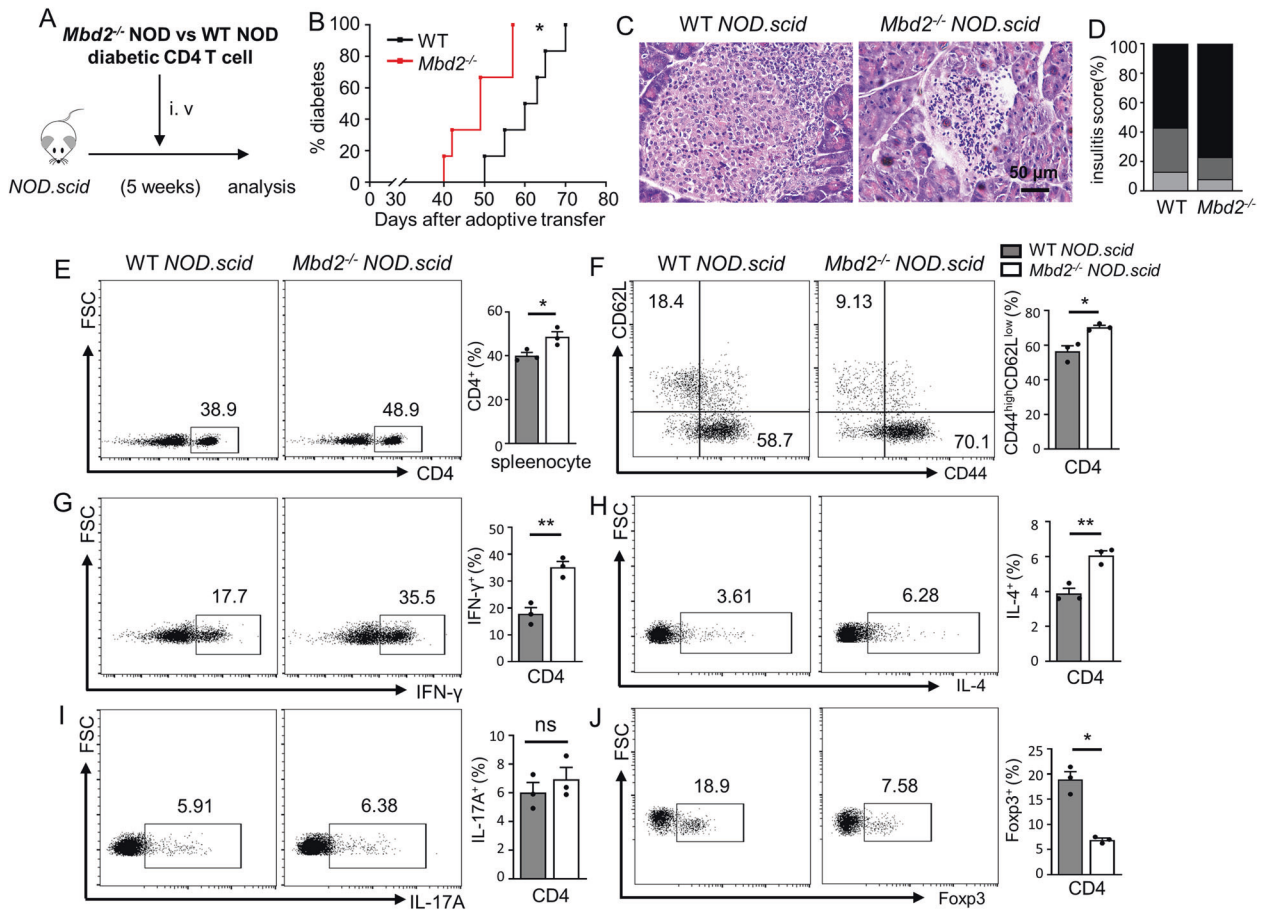 A
Mbd2-/- NOD vs WT NOD
diabetic CD4 T cell
i. v
NOD.scid
(5 weeks)
analysis
B
% diabetes
100
80
60
40
20
0
0 30 40 50 60 70 80
Days after adoptive transfer
WT
Mbd2-/-
*
C
WT NOD.scid
Mbd2-/- NOD.scid
50 μm
D
insulitis score(%)
100
80
60
40
20
0
WT
Mbd2-/-
E
WT NOD.scid
Mbd2-/- NOD.scid
FSC
38.9
48.9
CD4
CD4+ (%)
60
40
20
0
*
spleenocyte
F
WT NOD.scid
Mbd2-/- NOD.scid
CD62L
18.4
58.7
9.13
70.1
CD44
WT NOD.scid
Mbd2-/- NOD.scid
CD44highCD62Llow (%)
80
60
40
20
0
*
CD4
G
FSC
17.7
35.5
IFN-γ
IFN-γ+ (%)
50
40
30
20
10
0
**
CD4
H
FSC
3.61
6.28
IL-4
IL-4+ (%)
8
6
4
2
0
**
CD4
I
FSC
5.91
6.38
IL-17A
IL-17A+ (%)
10
8
6
4
2
0
ns
CD4
J
FSC
18.9
7.58
Foxp3
Foxp3+ (%)
25
20
15
10
5
0
*
CD4